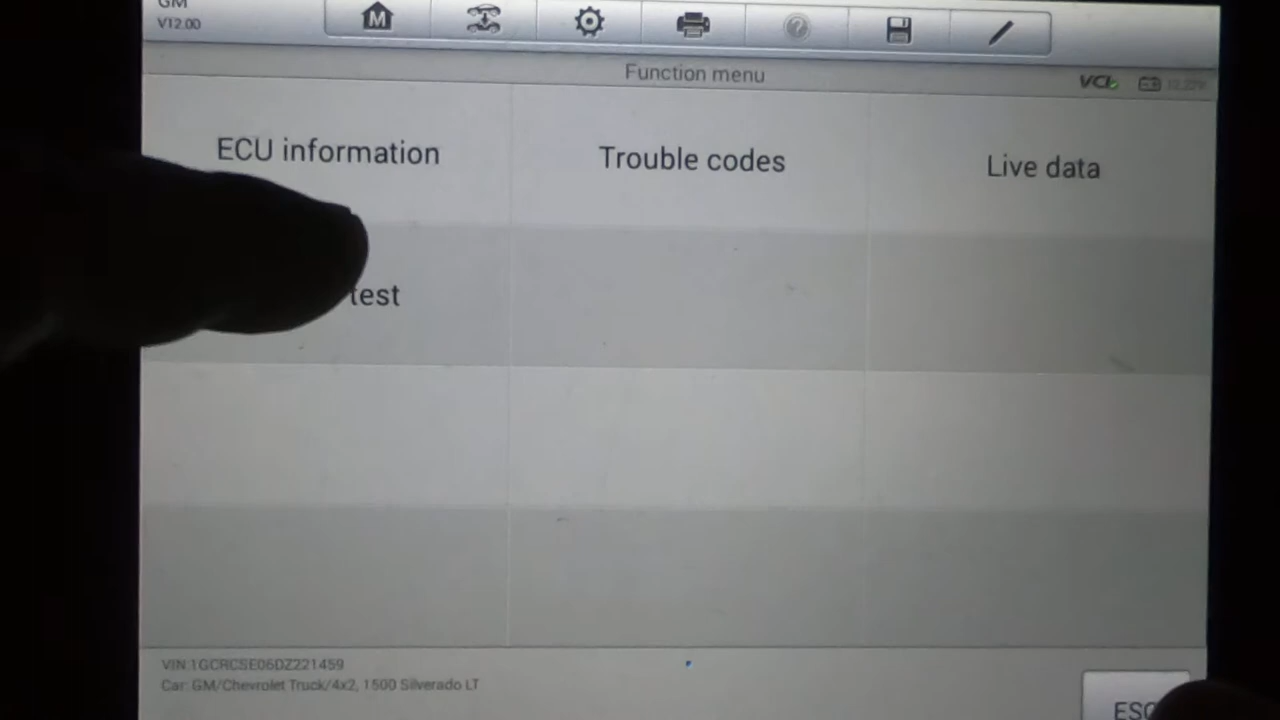 GM
V12.00
M
?
Function menu
VCI
ECU information
Trouble codes
Live data
test
VIN:1GCRCSE06DZ221459
Car: GM/Chevrolet Truck/4x2, 1500 Silverado LT
ESC